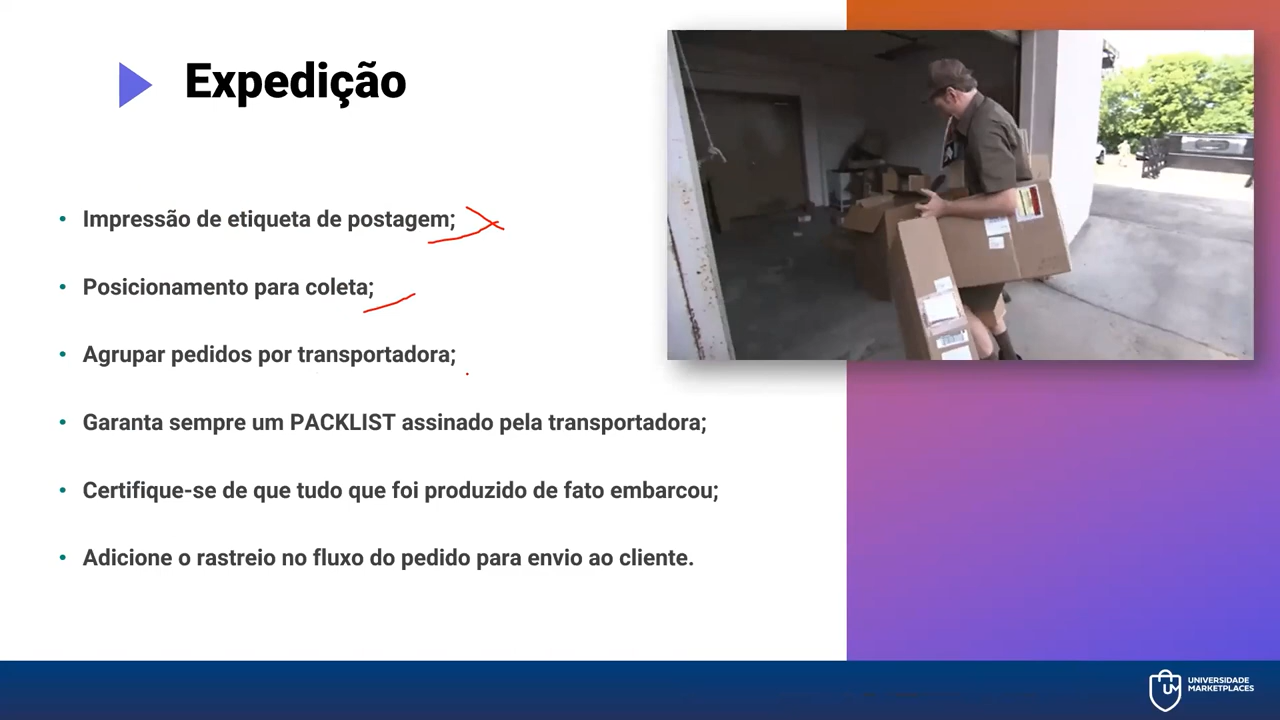 Expedição
• Impressão de etiqueta de postagem;
• Posicionamento para coleta;
• Agrupar pedidos por transportadora;
• Garanta sempre um PACKLIST assinado pela transportadora;
• Certifique-se de que tudo que foi produzido de fato embarcou;
• Adicione o rastreio no fluxo do pedido para envio ao cliente.
UM
UNIVERSIDADE
MARKETPLACES